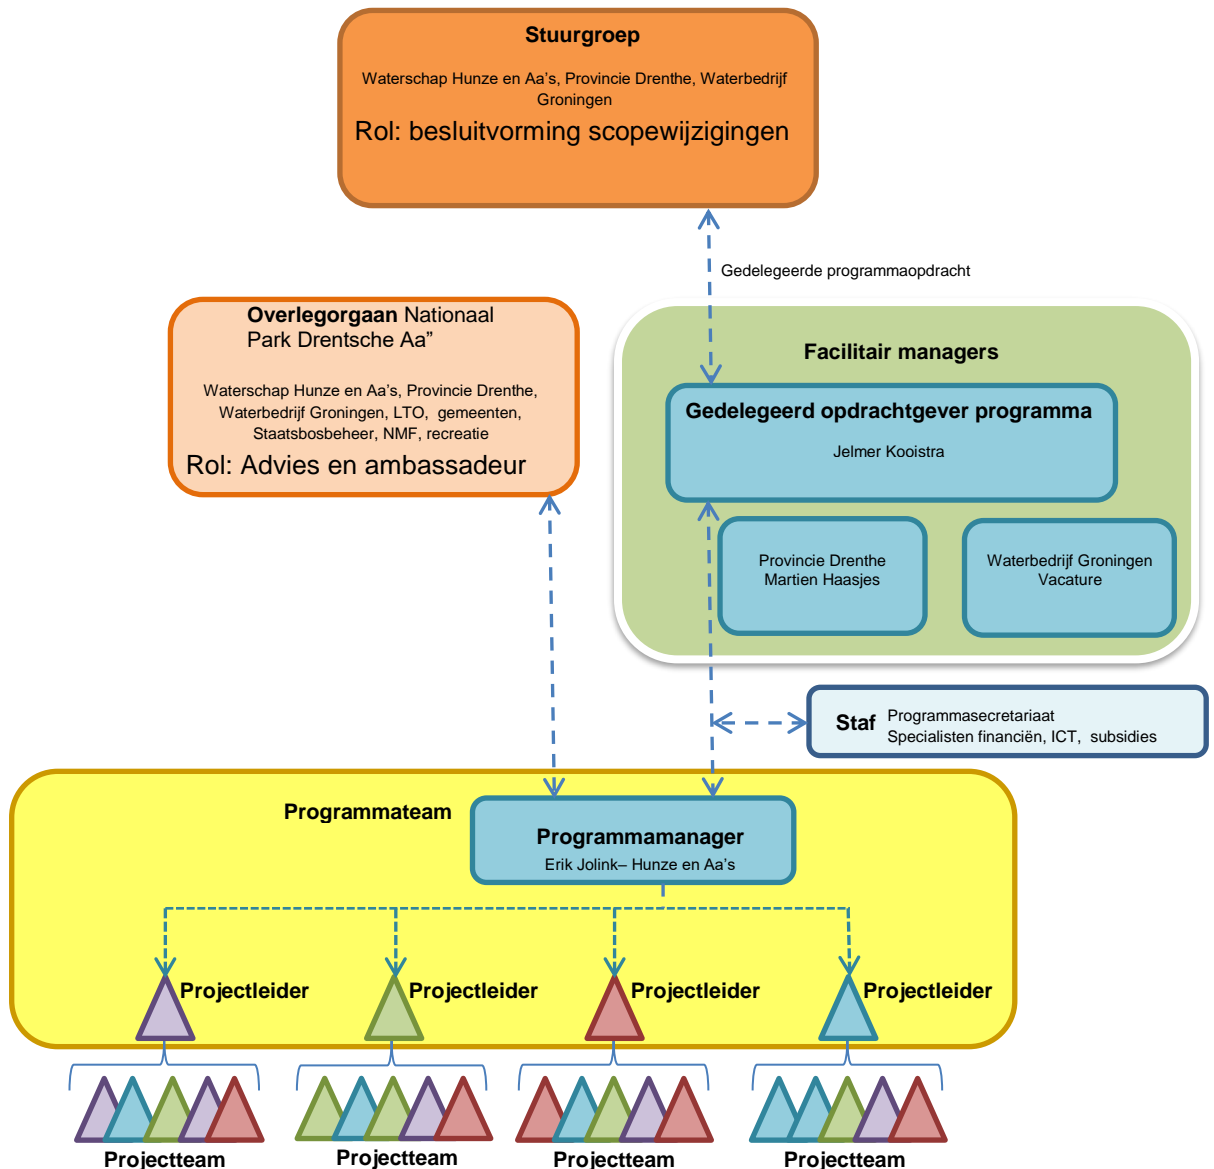 Stuurgroep
Waterschap Hunze en Aa’s, Provincie Drenthe, Waterbedrijf
Groningen
Rol: besluitvorming scopewijzigingen
Gedelegeerde programmaopdracht
Overlegorgaan Nationaal
Park Drentsche Aa”
Waterschap Hunze en Aa’s, Provincie Drenthe,
Waterbedrijf Groningen, LTO, gemeenten,
Staatsbosbeheer, NMF, recreatie
Rol: Advies en ambassadeur
Facilitair managers
Gedelegeerd opdrachtgever programma
Jelmer Kooistra
Provincie Drenthe
Martien Haasjes
Waterbedrijf Groningen
Vacature
Staf Programmasecretariaat
Specialisten financiën, ICT, subsidies
Programmateam
Programmamanager
Erik Jolink– Hunze en Aa’s
Projectleider
Projectleider
Projectleider
Projectleider
Projectteam
Projectteam
Projectteam
Projectteam